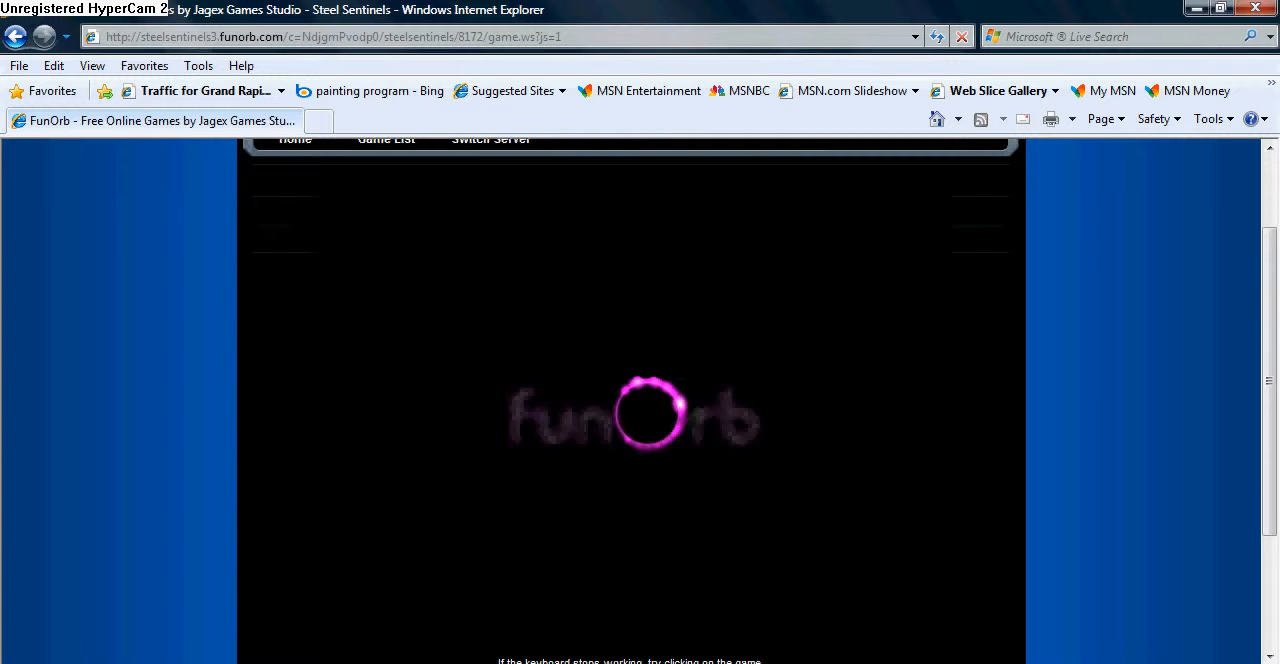 Unregistered HyperCam 2
s by Jagex Games Studio - Steel Sentinels - Windows Internet Explorer
http://steelsentinels3.funorb.com/c=NdjgmPvodp0/steelsentinels/8172/game.ws?js=1
Microsoft ® Live Search
File Edit View Favorites Tools Help
Favorites Traffic for Grand Rapi... painting program - Bing Suggested Sites MSN Entertainment MSNBC MSN.com Slideshow Web Slice Gallery My MSN MSN Money
FunOrb - Free Online Games by Jagex Games Stu... Page Safety Tools
Home Game List Switch Server
funOrb
If the keyboard stops working, try clicking on the game